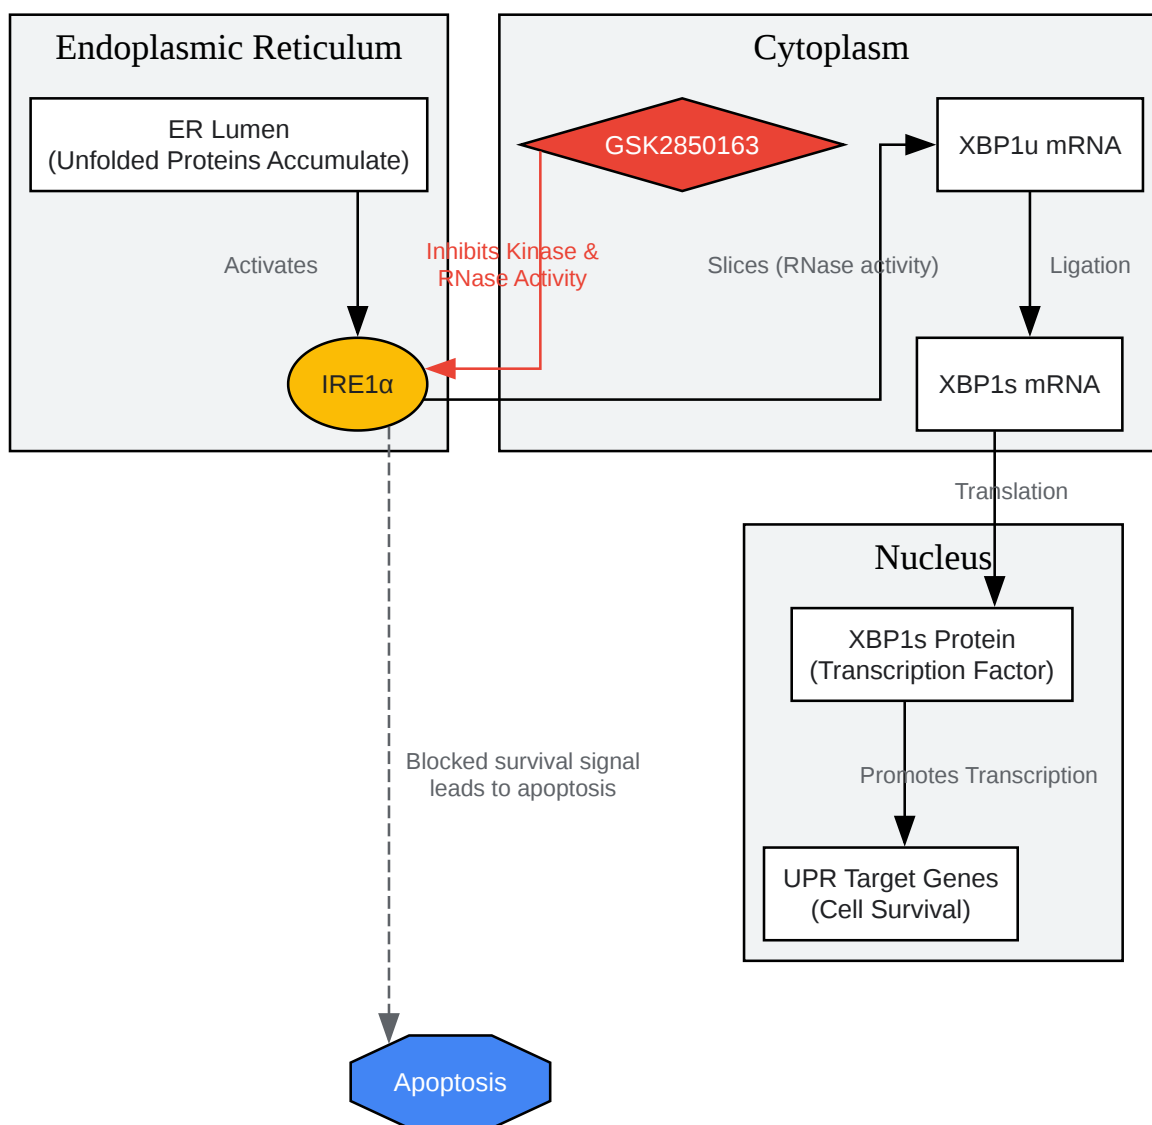 Endoplasmic Reticulum
Cytoplasm
ER Lumen
(Unfolded Proteins Accumulate)
GSK2850163
XBP1u mRNA
Activates
Inhibits Kinase &
RNase Activity
Slices (RNase activity)
Ligation
IRE1α
XBP1s mRNA
Translation
Nucleus
XBP1s Protein
(Transcription Factor)
Blocked survival signal
leads to apoptosis
Promotes Transcription
UPR Target Genes
(Cell Survival)
Apoptosis